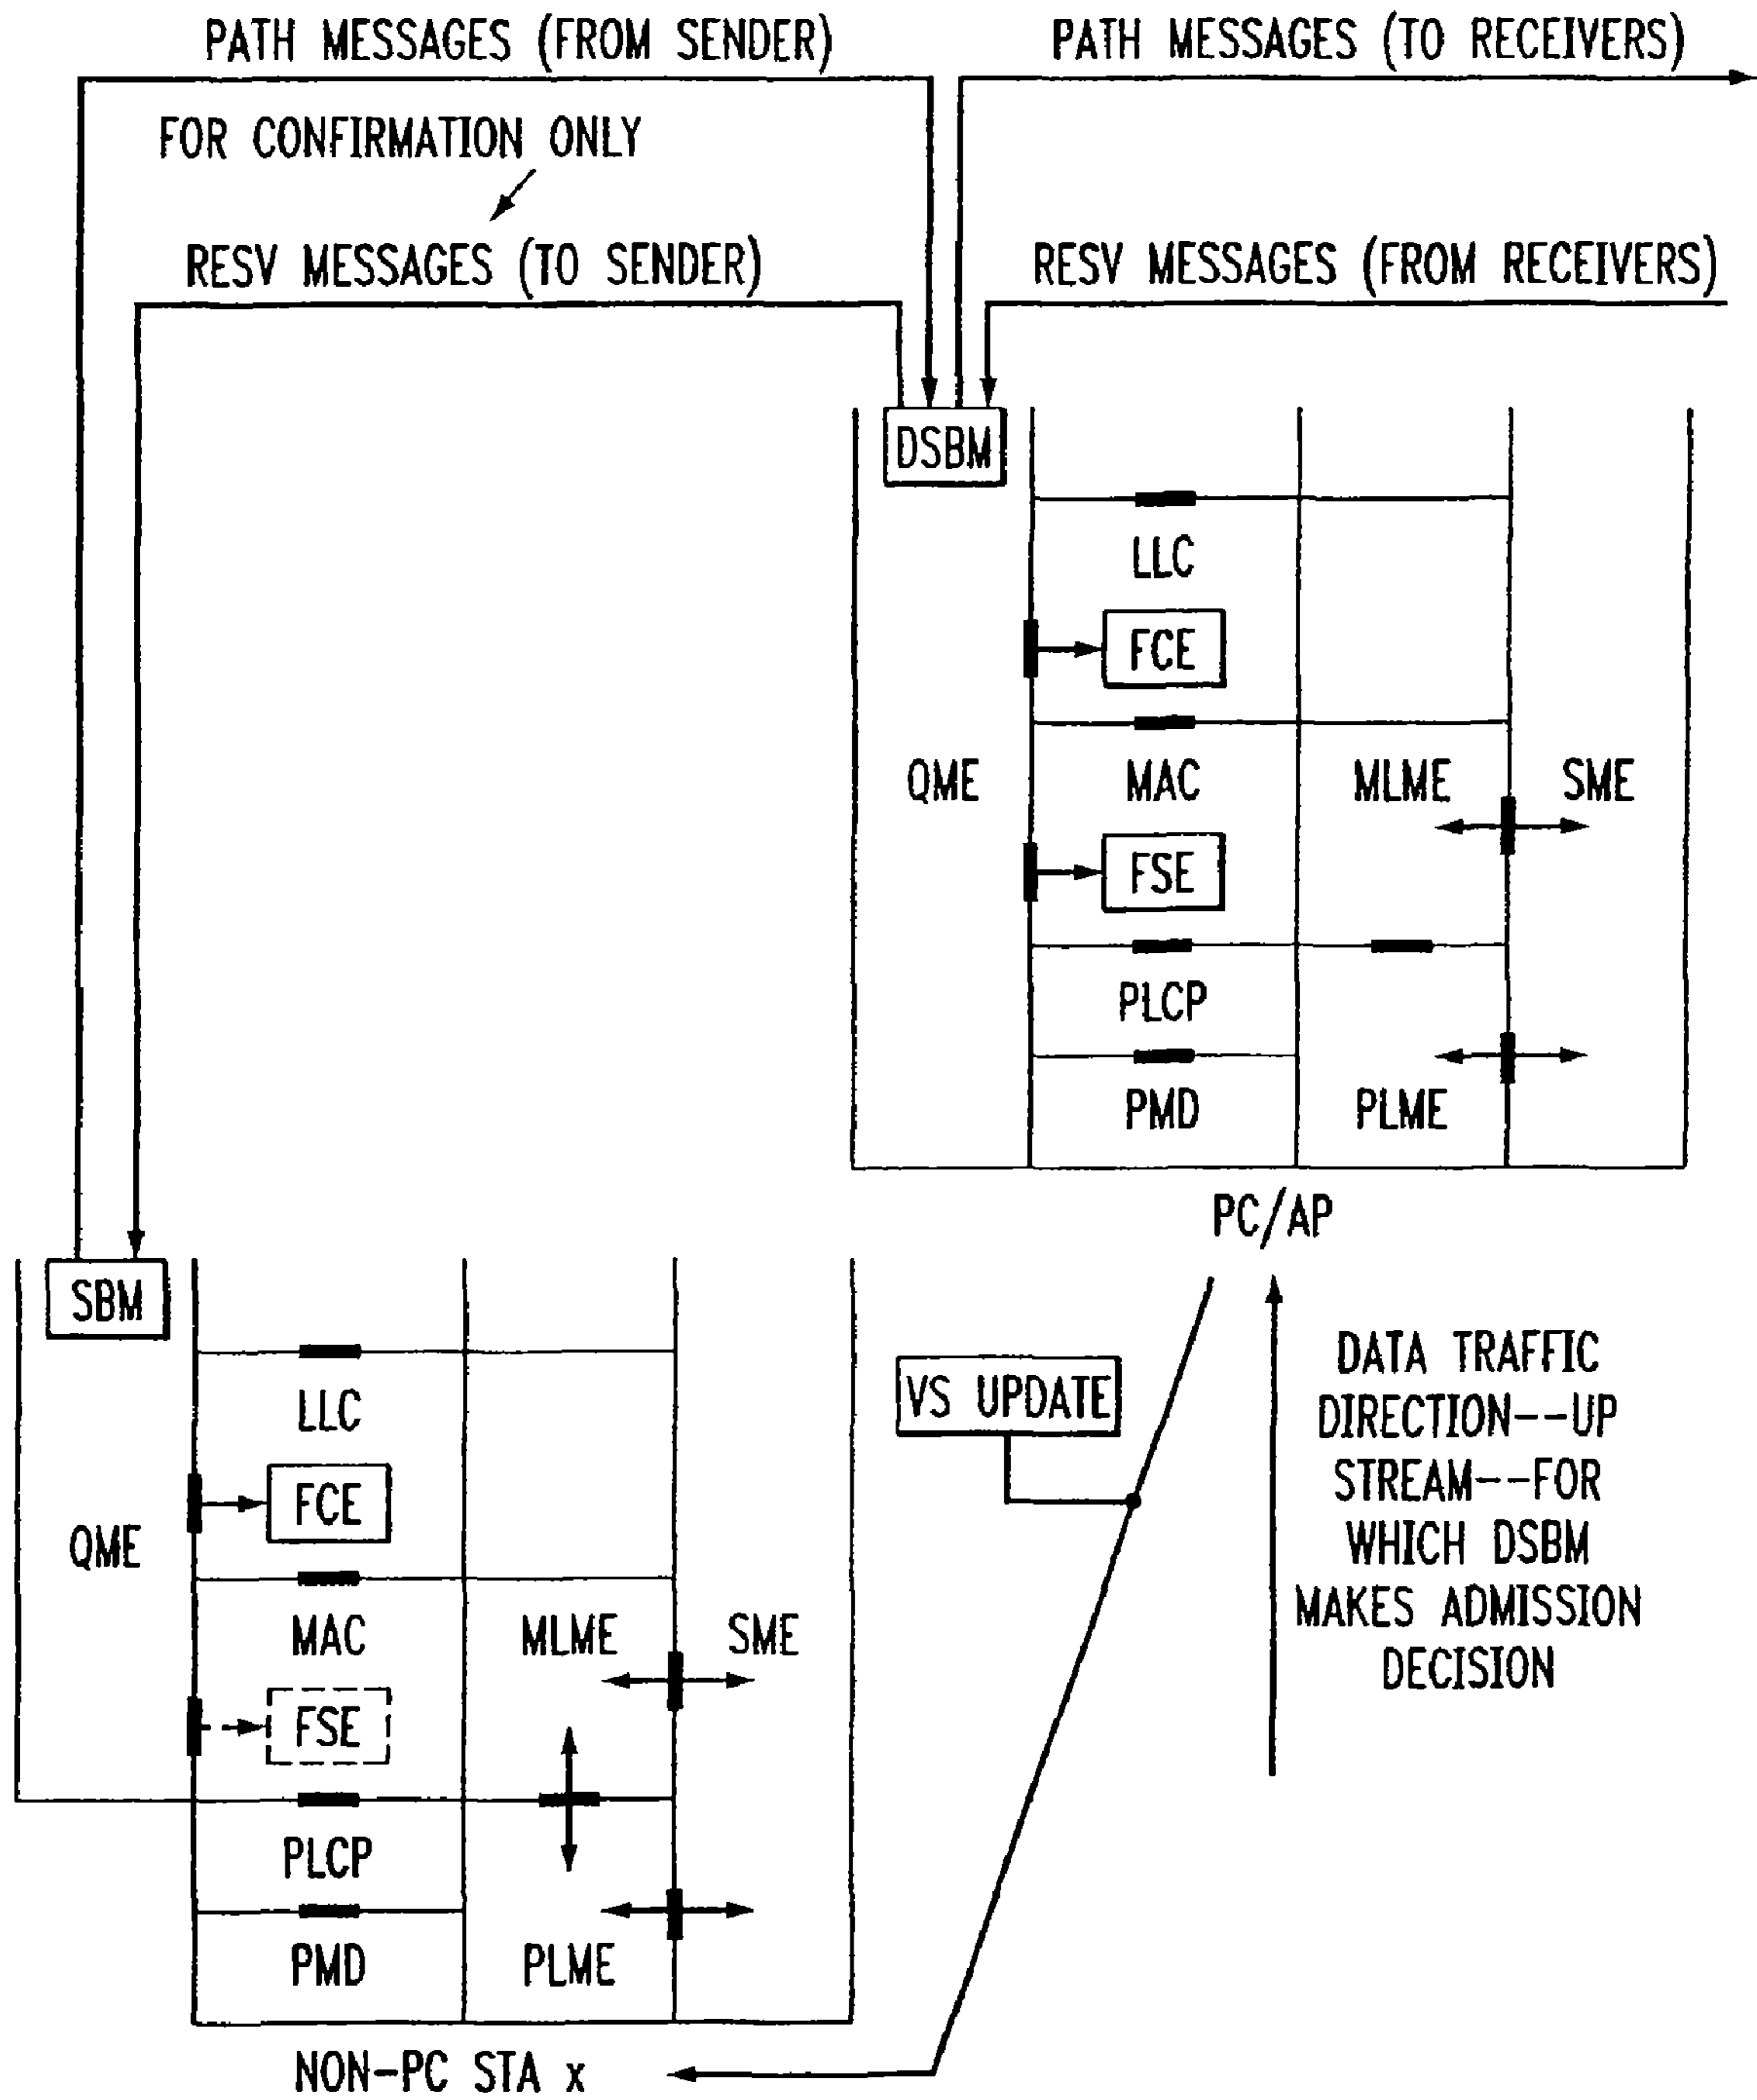 PATH MESSAGES (FROM SENDER)
PATH MESSAGES (TO RECEIVERS)
FOR CONFIRMATION ONLY
RESV MESSAGES (TO SENDER)
RESV MESSAGES (FROM RECEIVERS)
DSBM
LLC
FCE
QME
MAC
MLME
SME
FSE
PLCP
PMD
PLME
PC/AP
SBM
LLC
FCE
QME
MAC
MLME
SME
FSE
PLCP
PMD
PLME
NON-PC STA x
VS UPDATE
DATA TRAFFIC
DIRECTION--UP
STREAM--FOR
WHICH DSBM
MAKES ADMISSION
DECISION